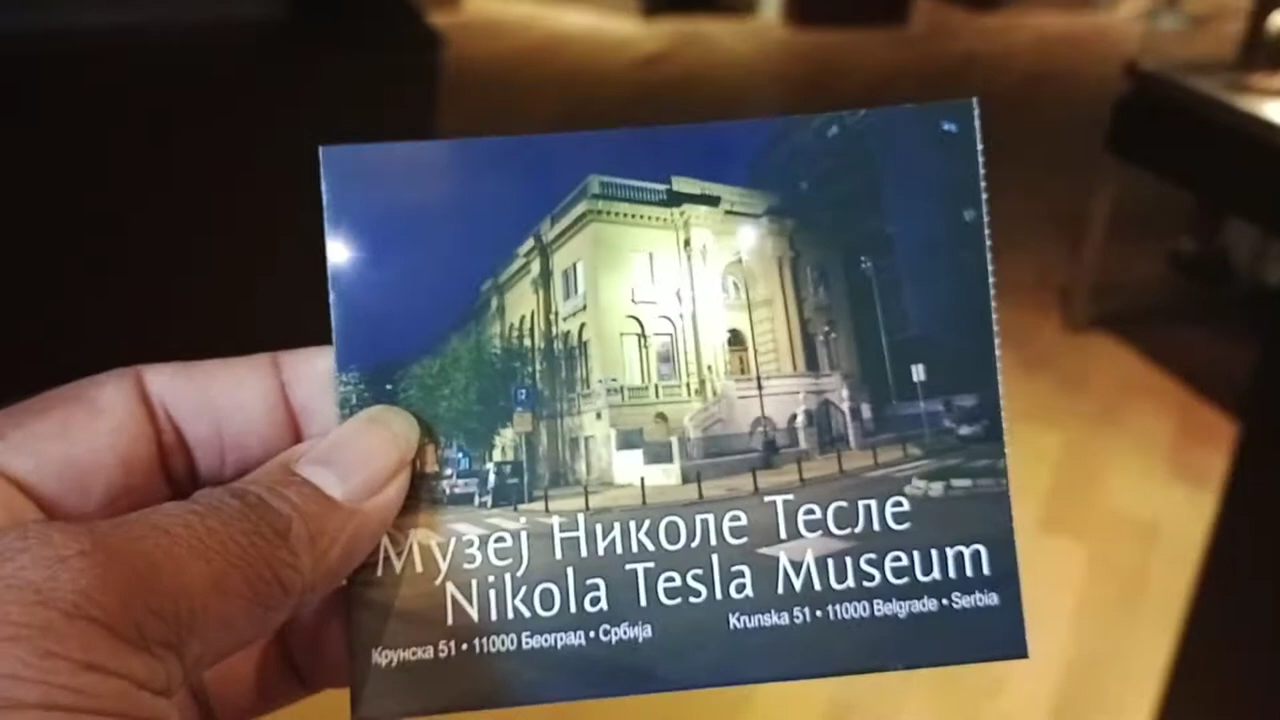 Музеј Николе Тесле
Nikola Tesla Museum
Крунска 51 • 11000 Београд • Србија
Krunska 51 • 11000 Belgrade • Serbia